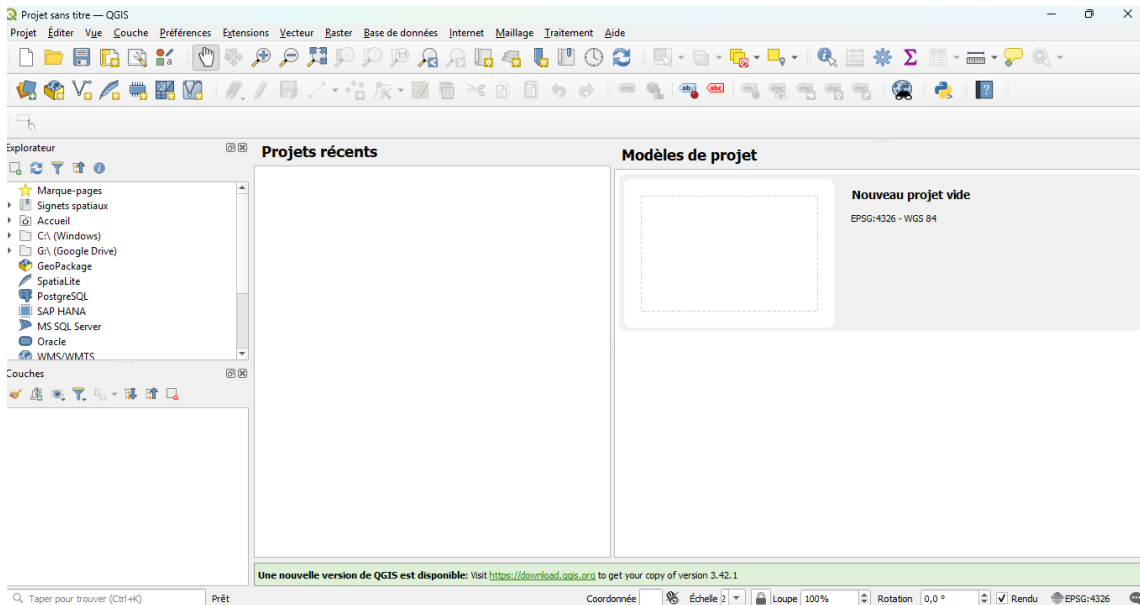 Projet sans titre — QGIS
Projet Éditer Vue Couche Préférences Extensions Vecteur Raster Base de données Internet Maillage Traitement Aide
Explorateur
Marque-pages
Signets spatiaux
Accueil
C:\ (Windows)
G:\ (Google Drive)
GeoPackage
SpatiaLite
PostgreSQL
SAP HANA
MS SQL Server
Oracle
WMS/WMTS
Couches
Projets récents
Modèles de projet
Nouveau projet vide
EPSG:4326 - WGS 84
Une nouvelle version de QGIS est disponible: Visit https://download.qgis.org to get your copy of version 3.42.1
Taper pour trouver (Ctrl+K) Prêt Coordonnée Échelle 2 Loupe 100% Rotation 0,0 ° Rendu EPSG:4326